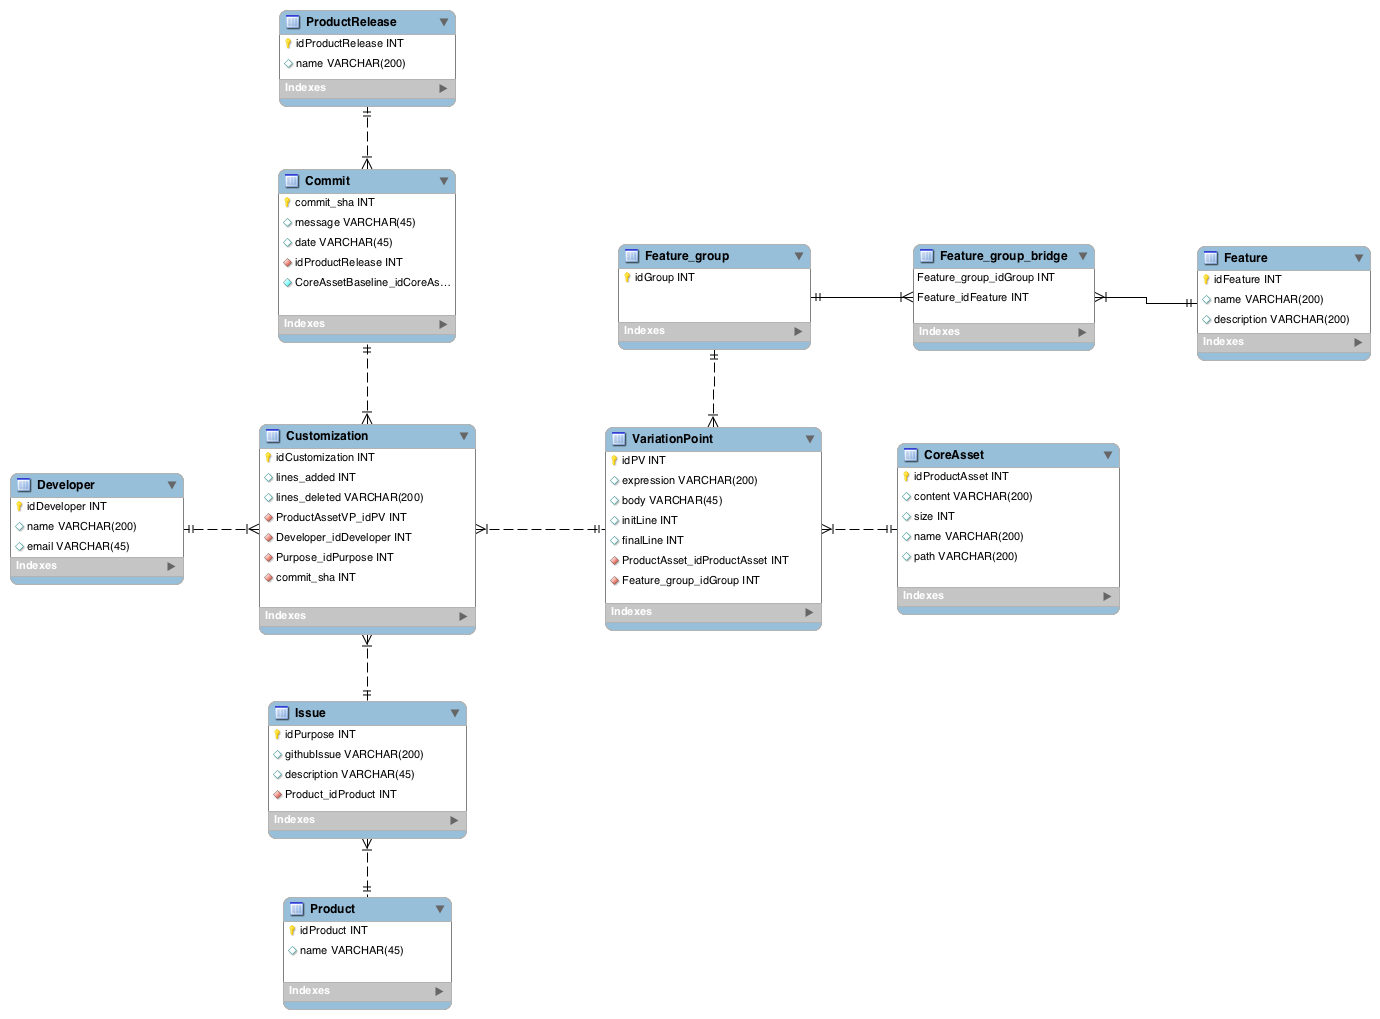 ProductRelease
idProductRelease INT
name VARCHAR(200)
Indexes
Commit
commit_sha INT
message VARCHAR(45)
date VARCHAR(45)
idProductRelease INT
CoreAssetBaseline_idCoreAs...
Indexes
Feature_group
idGroup INT
Indexes
Feature_group_bridge
Feature_group_idGroup INT
Feature_idFeature INT
Indexes
Feature
idFeature INT
name VARCHAR(200)
description VARCHAR(200)
Indexes
Developer
idDeveloper INT
name VARCHAR(200)
email VARCHAR(45)
Indexes
Customization
idCustomization INT
lines_added INT
lines_deleted VARCHAR(200)
ProductAssetVP_idPV INT
Developer_idDeveloper INT
Purpose_idPurpose INT
commit_sha INT
Indexes
VariationPoint
idPV INT
expression VARCHAR(200)
body VARCHAR(45)
initLine INT
finalLine INT
ProductAsset_idProductAsset INT
Feature_group_idGroup INT
Indexes
CoreAsset
idProductAsset INT
content VARCHAR(200)
size INT
name VARCHAR(200)
path VARCHAR(200)
Indexes
Issue
idPurpose INT
githubIssue VARCHAR(200)
description VARCHAR(45)
Product_idProduct INT
Indexes
Product
idProduct INT
name VARCHAR(45)
Indexes